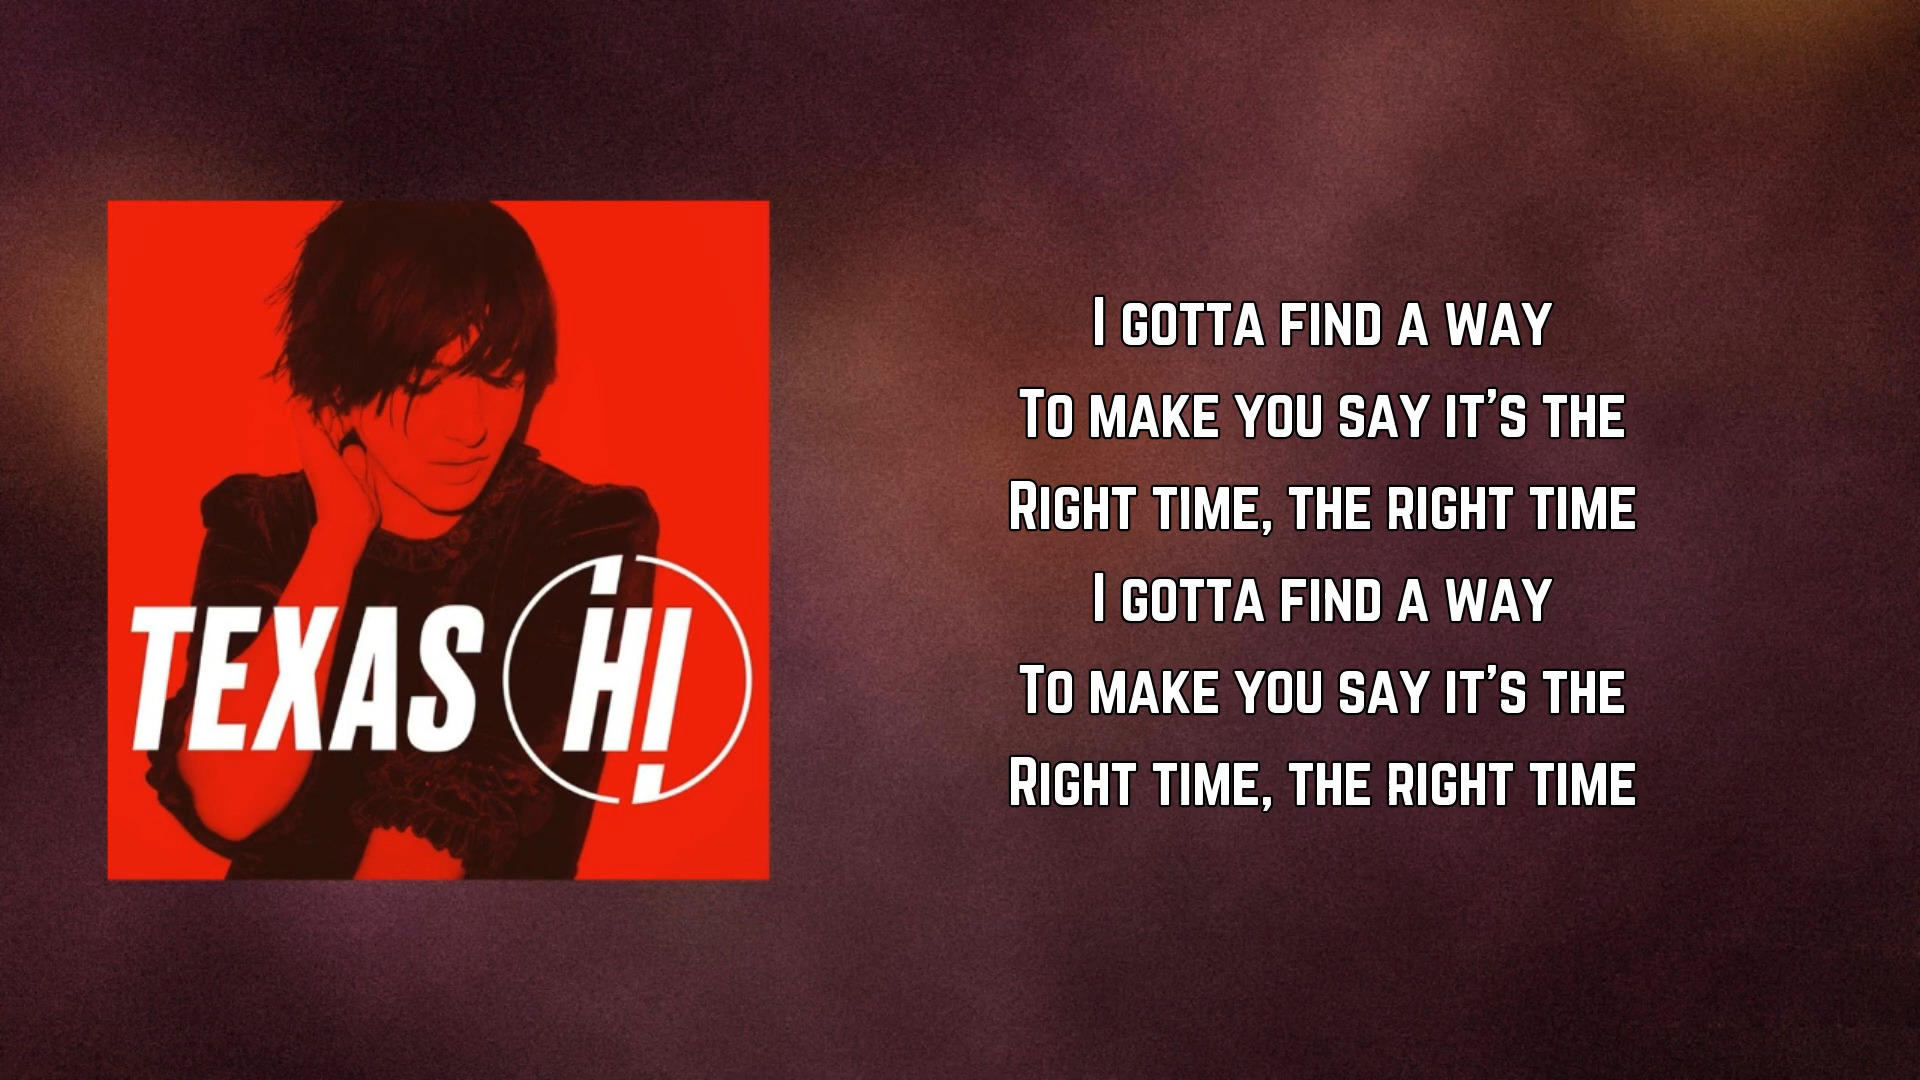 TEXAS HI
I GOTTA FIND A WAY
TO MAKE YOU SAY IT'S THE
RIGHT TIME, THE RIGHT TIME
I GOTTA FIND A WAY
TO MAKE YOU SAY IT'S THE
RIGHT TIME, THE RIGHT TIME